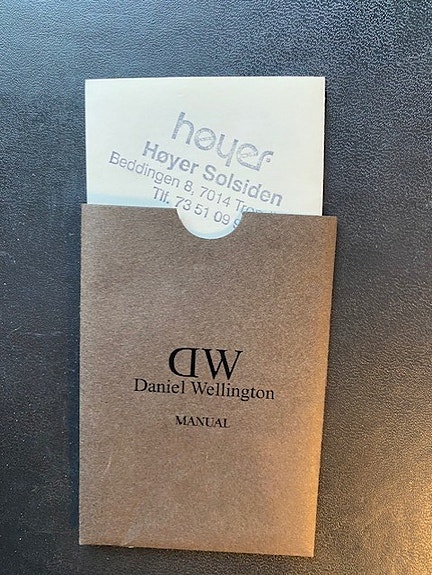 høyer
Høyer Solsiden
Beddingen 8, 7014
Tlf. 73 51 09
DW
Daniel Wellington
MANUAL